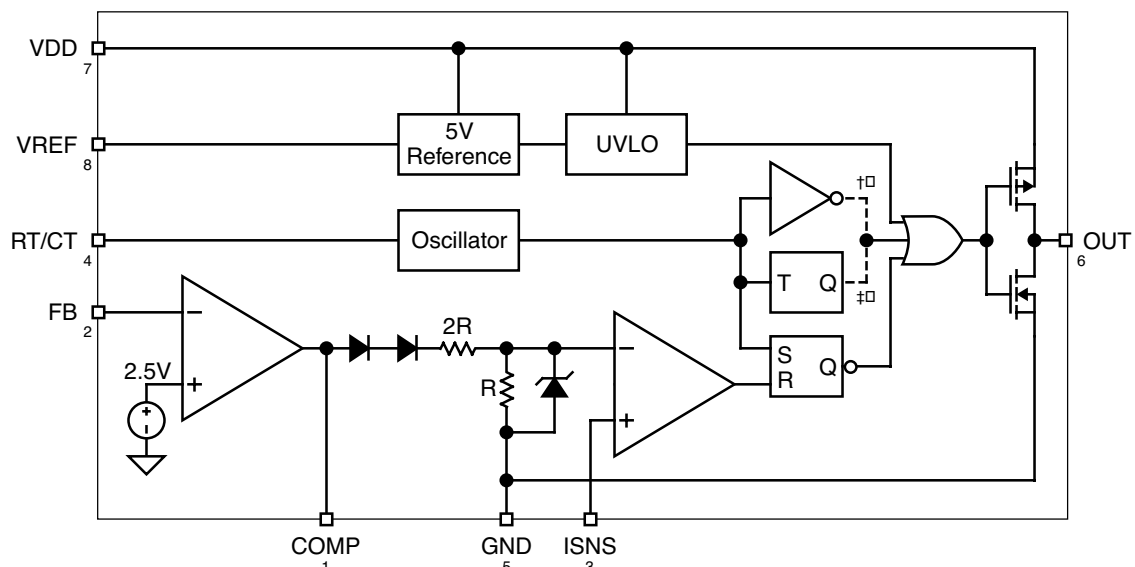 VDD
7
5V
Reference
UVLO
VREF
8
†□
Oscillator
RT/CT
4
OUT
6
T Q
‡□
FB
2
−
2R
2.5V
+
+
-
R
−
+
S
R
Q
COMP
1
GND
5
ISNS
3